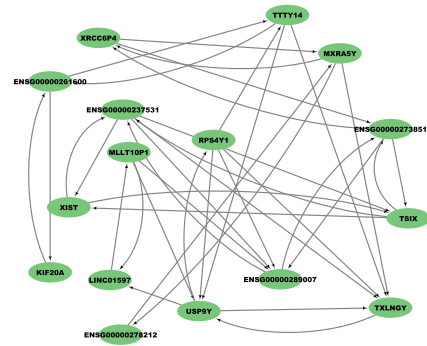 TTTY14
XRCC6P4
MXRA5Y
ENSG00000261600
ENSG00000237531
ENSG00000273851
RPS4Y1
MLLT10P1
XIST
TSIX
KIF20A
LINC01597
ENSG00000289007
USP9Y
TXLNGY
ENSG00000278212